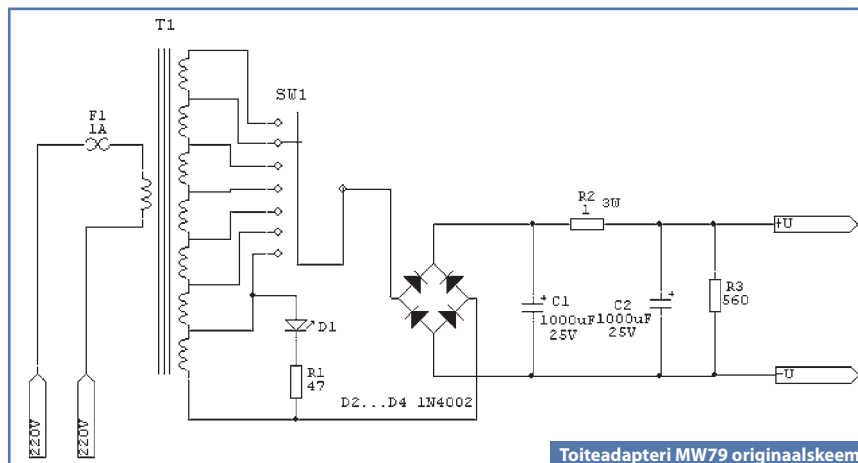 T1
SW1
F1
1A
R2
1 3W
+U
D1
C1
1000uF
25V
C2
1000uF
25V
R3
560
R1
47
D2...D4 1N4002
-U
220V
220V
Toiteadapteri MW79 originaalskeem